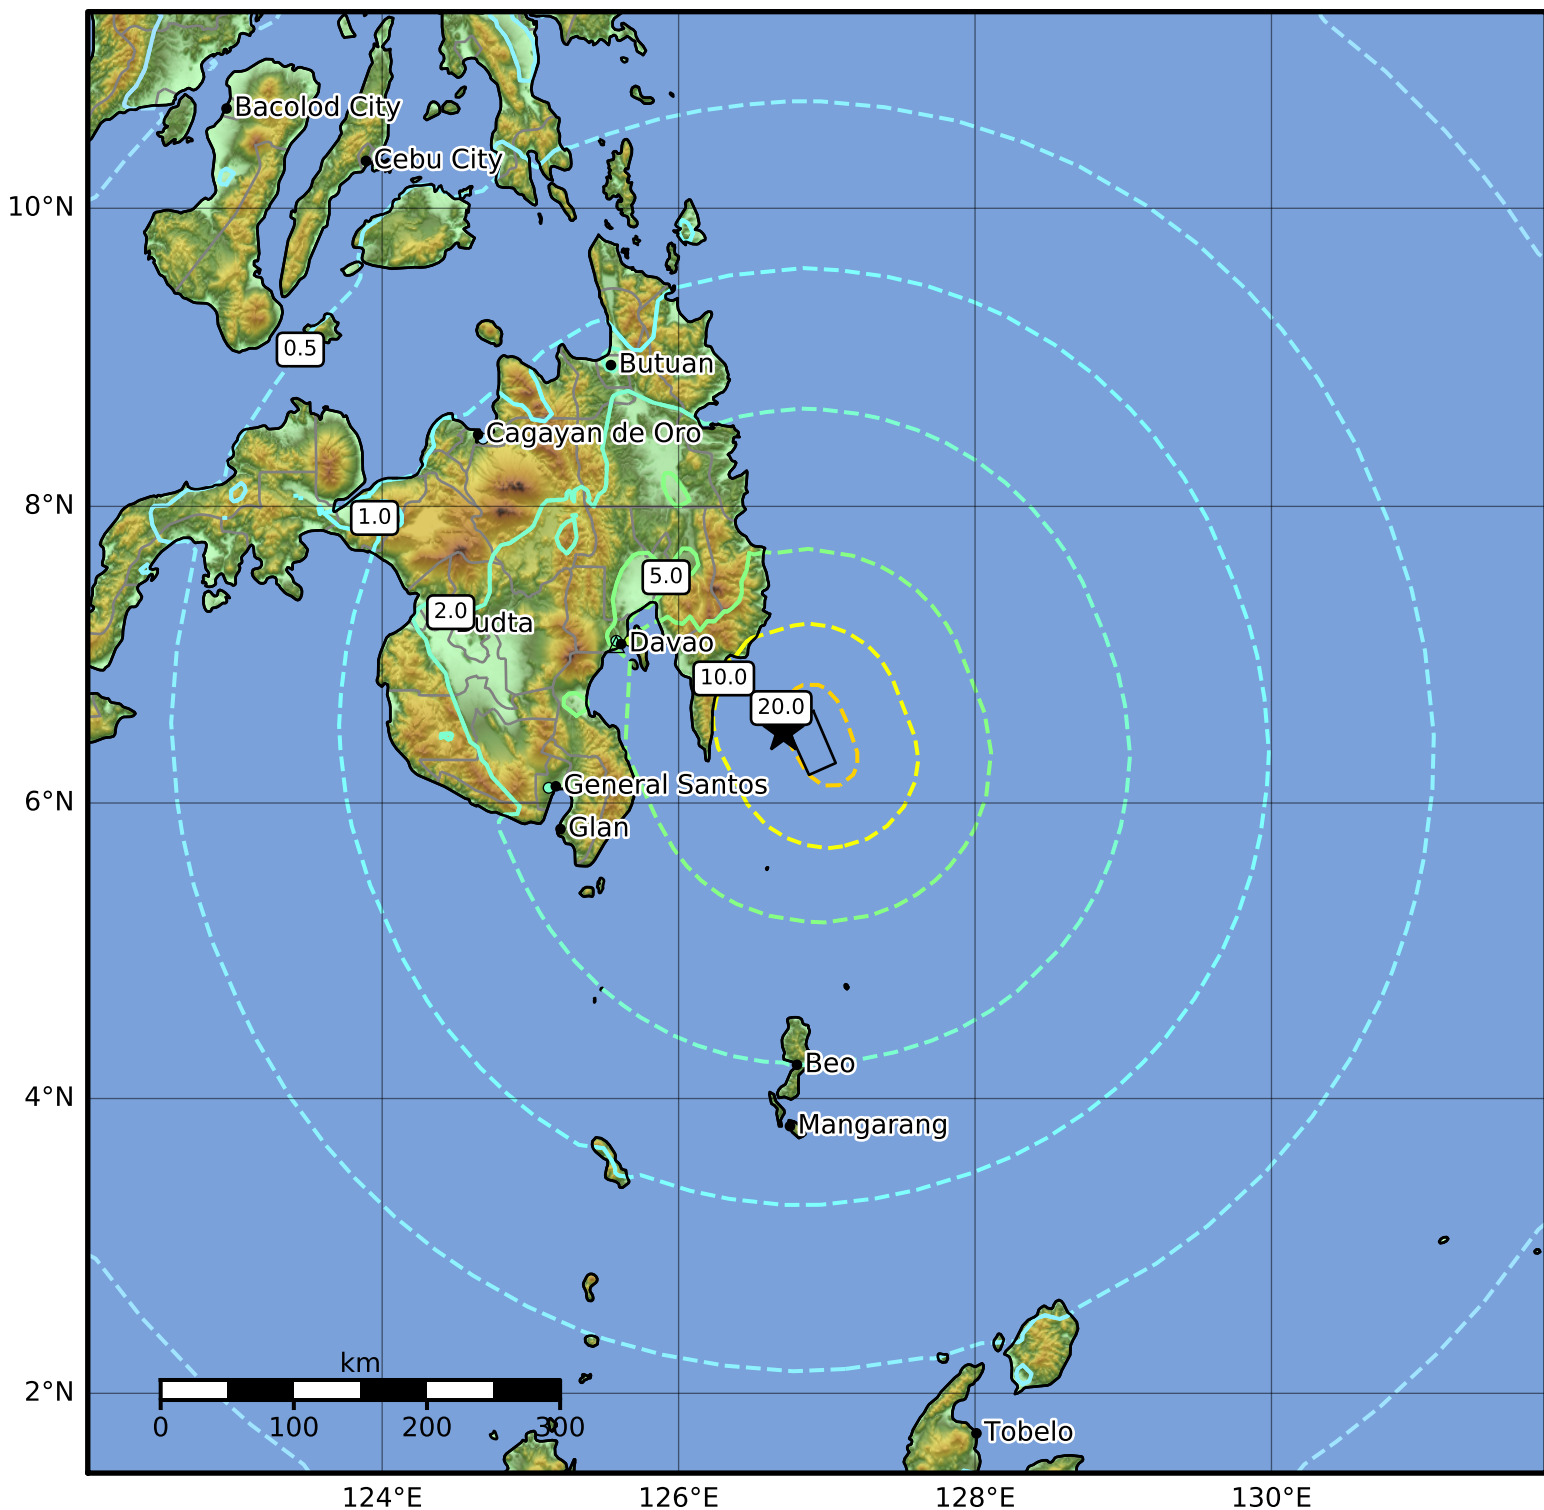 Bacolod City
Cebu City
10°N
0.5
Butuan
Cagayan de Oro
8°N
1.0
5.0
2.0
udta
Davao
10.0
20.0
General Santos
6°N
Glan
Beo
4°N
Mangarang
km
2°N
0 100 200 300
Tobelo
124°E 126°E 128°E 130°E